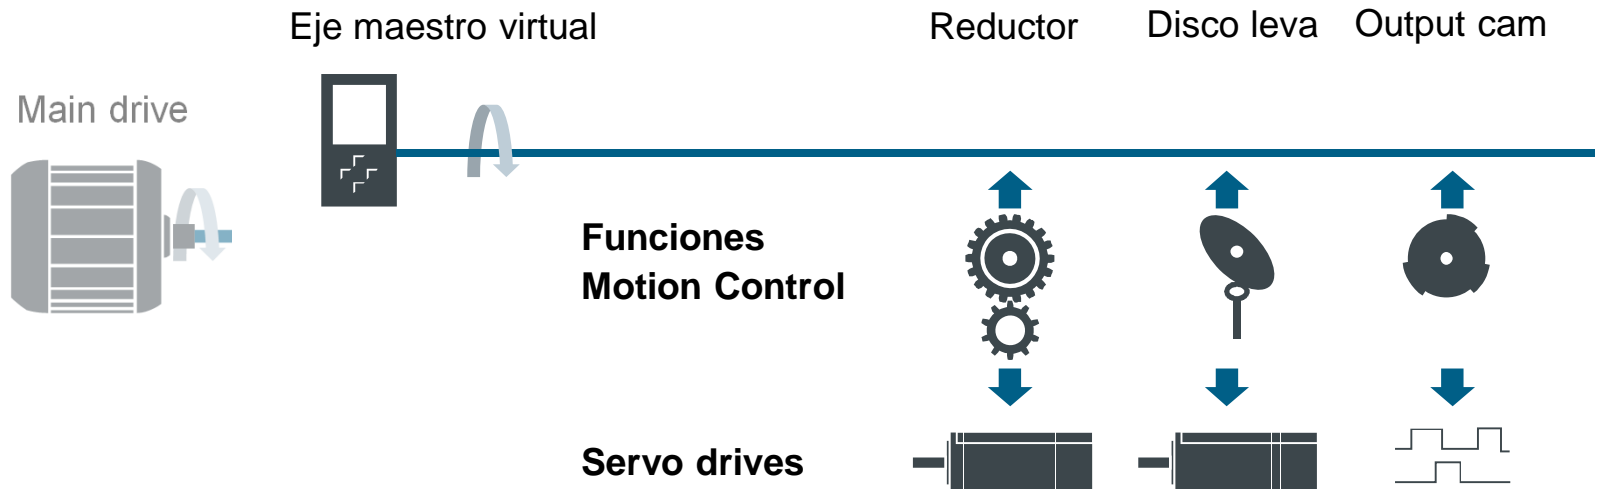 Eje maestro virtual
Reductor
Disco leva
Output cam
Main drive
Funciones
Motion Control
Servo drives